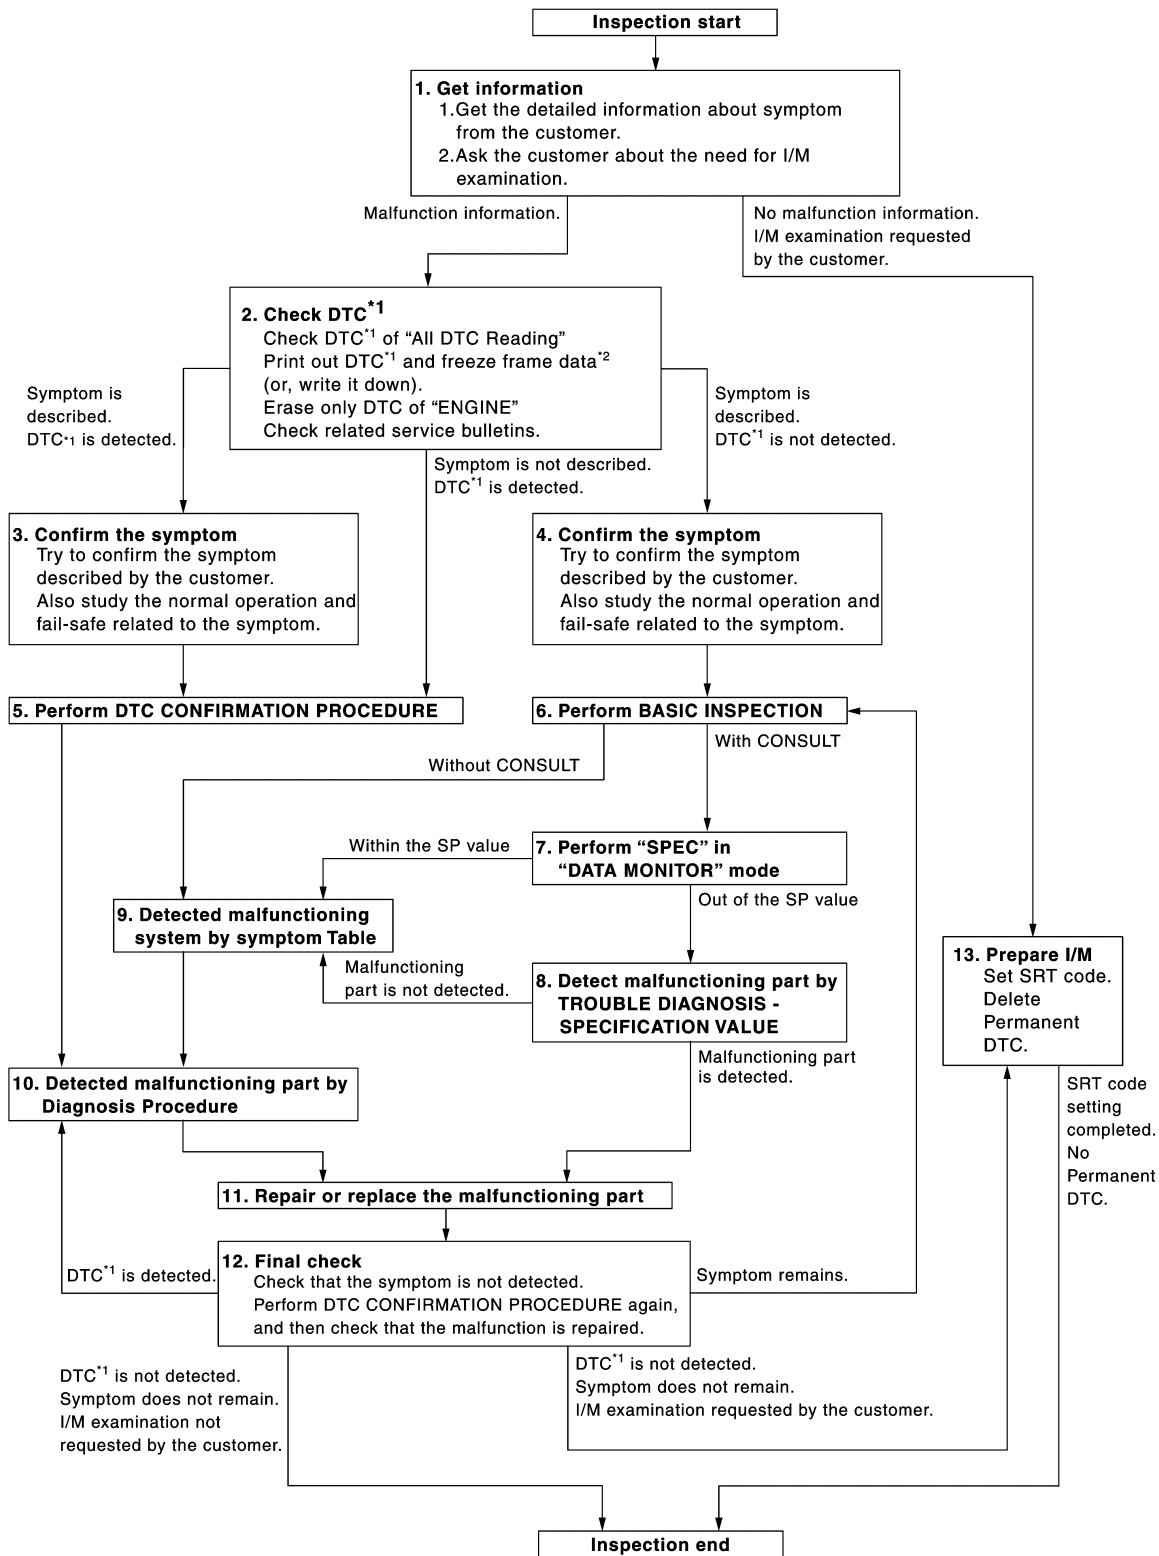 Inspection start
1. Get information
1.Get the detailed information about symptom
from the customer.
2.Ask the customer about the need for I/M
examination.
Malfunction information.
No malfunction information.
I/M examination requested
by the customer.
2. Check DTC*1
Check DTC*1 of “All DTC Reading”
Print out DTC*1 and freeze frame data*2
(or, write it down).
Erase only DTC of “ENGINE”
Check related service bulletins.
Symptom is
described.
DTC*1 is detected.
Symptom is
described.
DTC*1 is not detected.
Symptom is not described.
DTC*1 is detected.
3. Confirm the symptom
Try to confirm the symptom
described by the customer.
Also study the normal operation and
fail-safe related to the symptom.
4. Confirm the symptom
Try to confirm the symptom
described by the customer.
Also study the normal operation and
fail-safe related to the symptom.
5. Perform DTC CONFIRMATION PROCEDURE
6. Perform BASIC INSPECTION
With CONSULT
Without CONSULT
Within the SP value
7. Perform “SPEC” in
“DATA MONITOR” mode
Out of the SP value
9. Detected malfunctioning
system by symptom Table
Malfunctioning
part is not detected.
8. Detect malfunctioning part by
TROUBLE DIAGNOSIS -
SPECIFICATION VALUE
13. Prepare I/M
Set SRT code.
Delete
Permanent
DTC.
Malfunctioning part
is detected.
10. Detected malfunctioning part by
Diagnosis Procedure
SRT code
setting
completed.
No
Permanent
DTC.
11. Repair or replace the malfunctioning part
12. Final check
Check that the symptom is not detected.
Perform DTC CONFIRMATION PROCEDURE again,
and then check that the malfunction is repaired.
DTC*1 is detected.
Symptom remains.
DTC*1 is not detected.
Symptom does not remain.
I/M examination not
requested by the customer.
DTC*1 is not detected.
Symptom does not remain.
I/M examination requested by the customer.
Inspection end